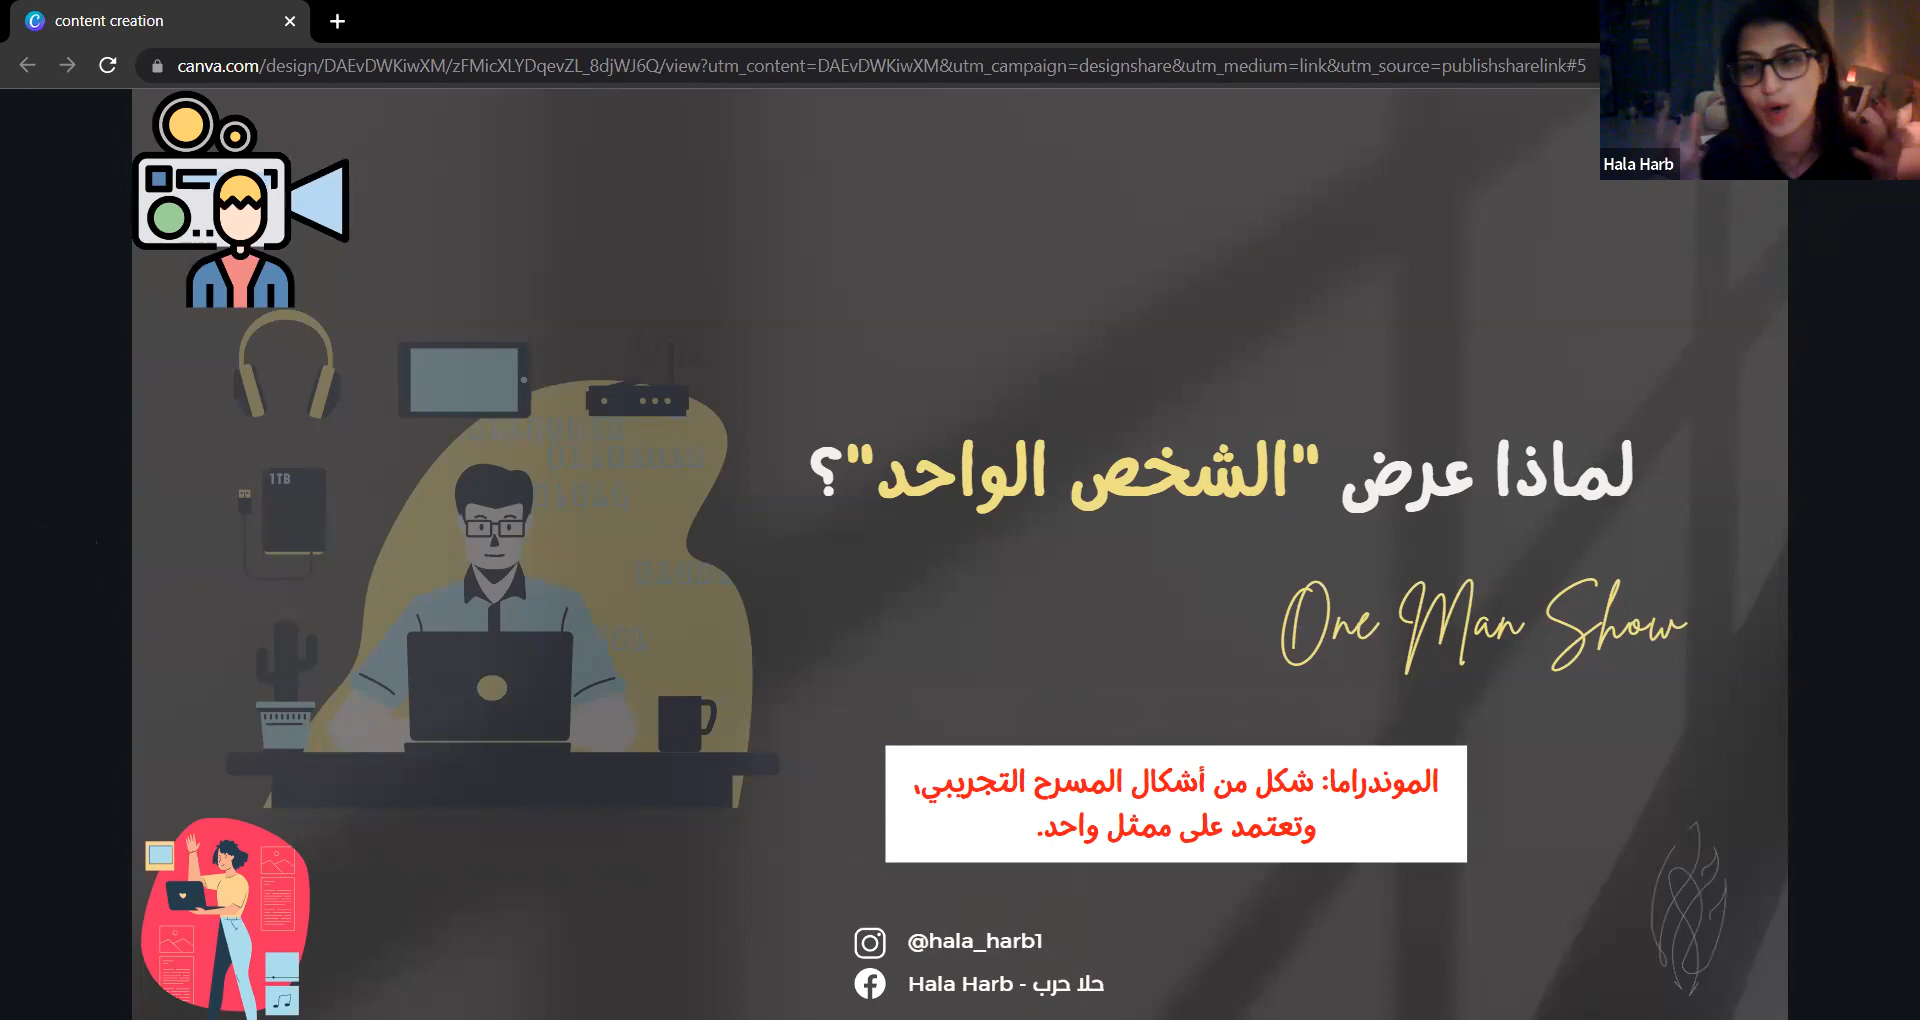 content creation
canva.com/design/DAEvDWKiwXM/zFMicXLYDqevZL_8djWJ6Q/view?utm_content=DAEvDWKiwXM&utm_campaign=designshare&utm_medium=link&utm_source=publishsharelink#5
Hala Harb
1TB
لماذا عرض "الشخص الواحد"؟
One Man Show
الموندراما: شكل من أشكال المسرح التجريبي،
وتعتمد على ممثل واحد.
@hala_harb1
Hala Harb - حلا حرب